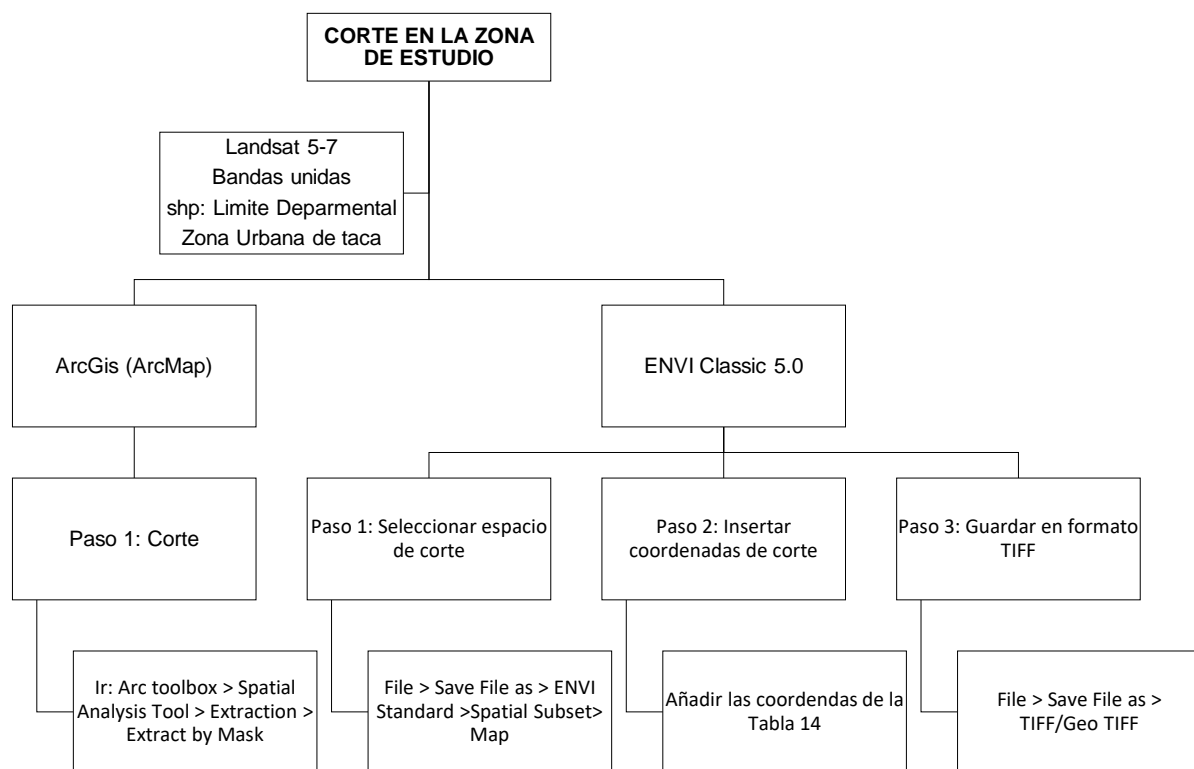 CORTE EN LA ZONA
DE ESTUDIO
Landsat 5-7
Bandas unidas
shp: Limite Deparmental
Zona Urbana de taca
ArcGis (ArcMap)
ENVI Classic 5.0
Paso 1: Corte
Paso 1: Seleccionar espacio
de corte
Paso 2: Insertar
coordenadas de corte
Paso 3: Guardar en formato
TIFF
Ir: Arc toolbox > Spatial
Analysis Tool > Extraction >
Extract by Mask
File > Save File as > ENVI
Standard >Spatial Subset>
Map
Añadir las coordendas de la
Tabla 14
File > Save File as >
TIFF/Geo TIFF